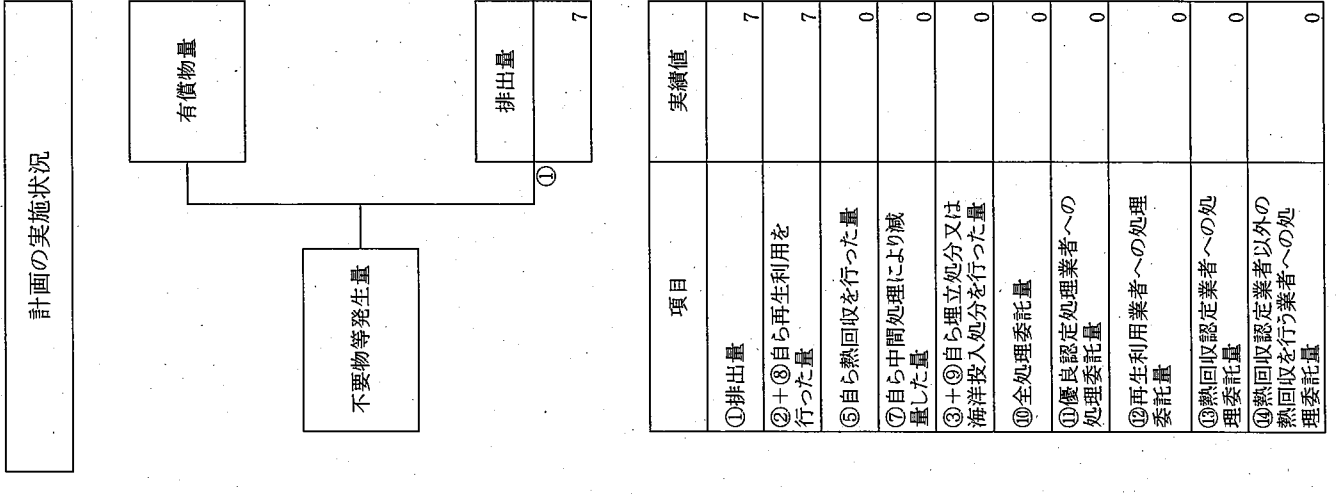 計画の実施状況
有償物量
不要物等発生量
排出量
①
7
項目 実績値
①排出量 7
②+⑧自ら再生利用を
行った量 7
⑤自ら熱回収を行った量 0
⑦自ら中間処理により減
量した量 0
③+⑨自ら埋立処分又は
海洋投入処分を行った量 0
⑩全処理委託量 0
⑪優良認定処理業者への
処理委託量 0
⑫再生利用業者への処理
委託量 0
⑬熱回収認定業者への処
理委託量 0
⑭熱回収認定業者以外の
熱回収を行う業者への処
理委託量 0